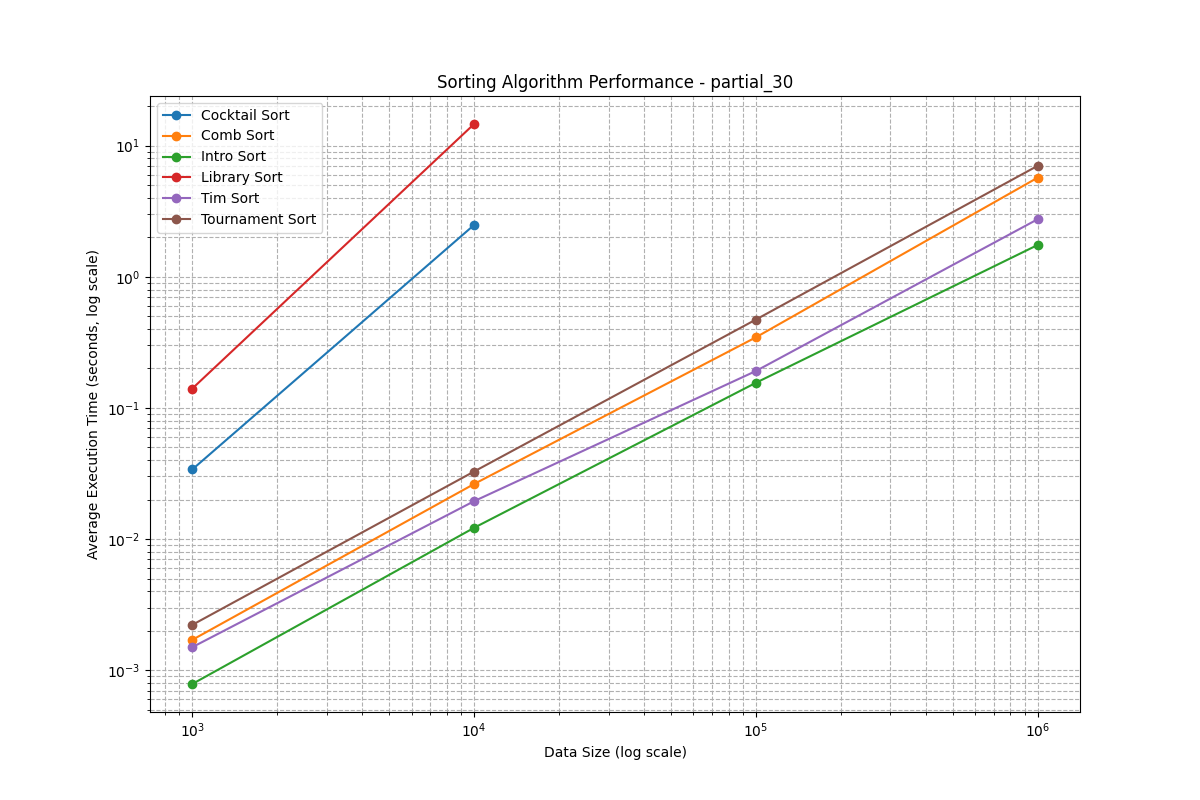 Sorting Algorithm Performance - partial_30
Cocktail Sort
Comb Sort
Intro Sort
Library Sort
Tim Sort
Tournament Sort
Average Execution Time (seconds, log scale)
10¹
10⁰
10⁻¹
10⁻²
10⁻³
10³ 10⁴ 10⁵ 10⁶
Data Size (log scale)